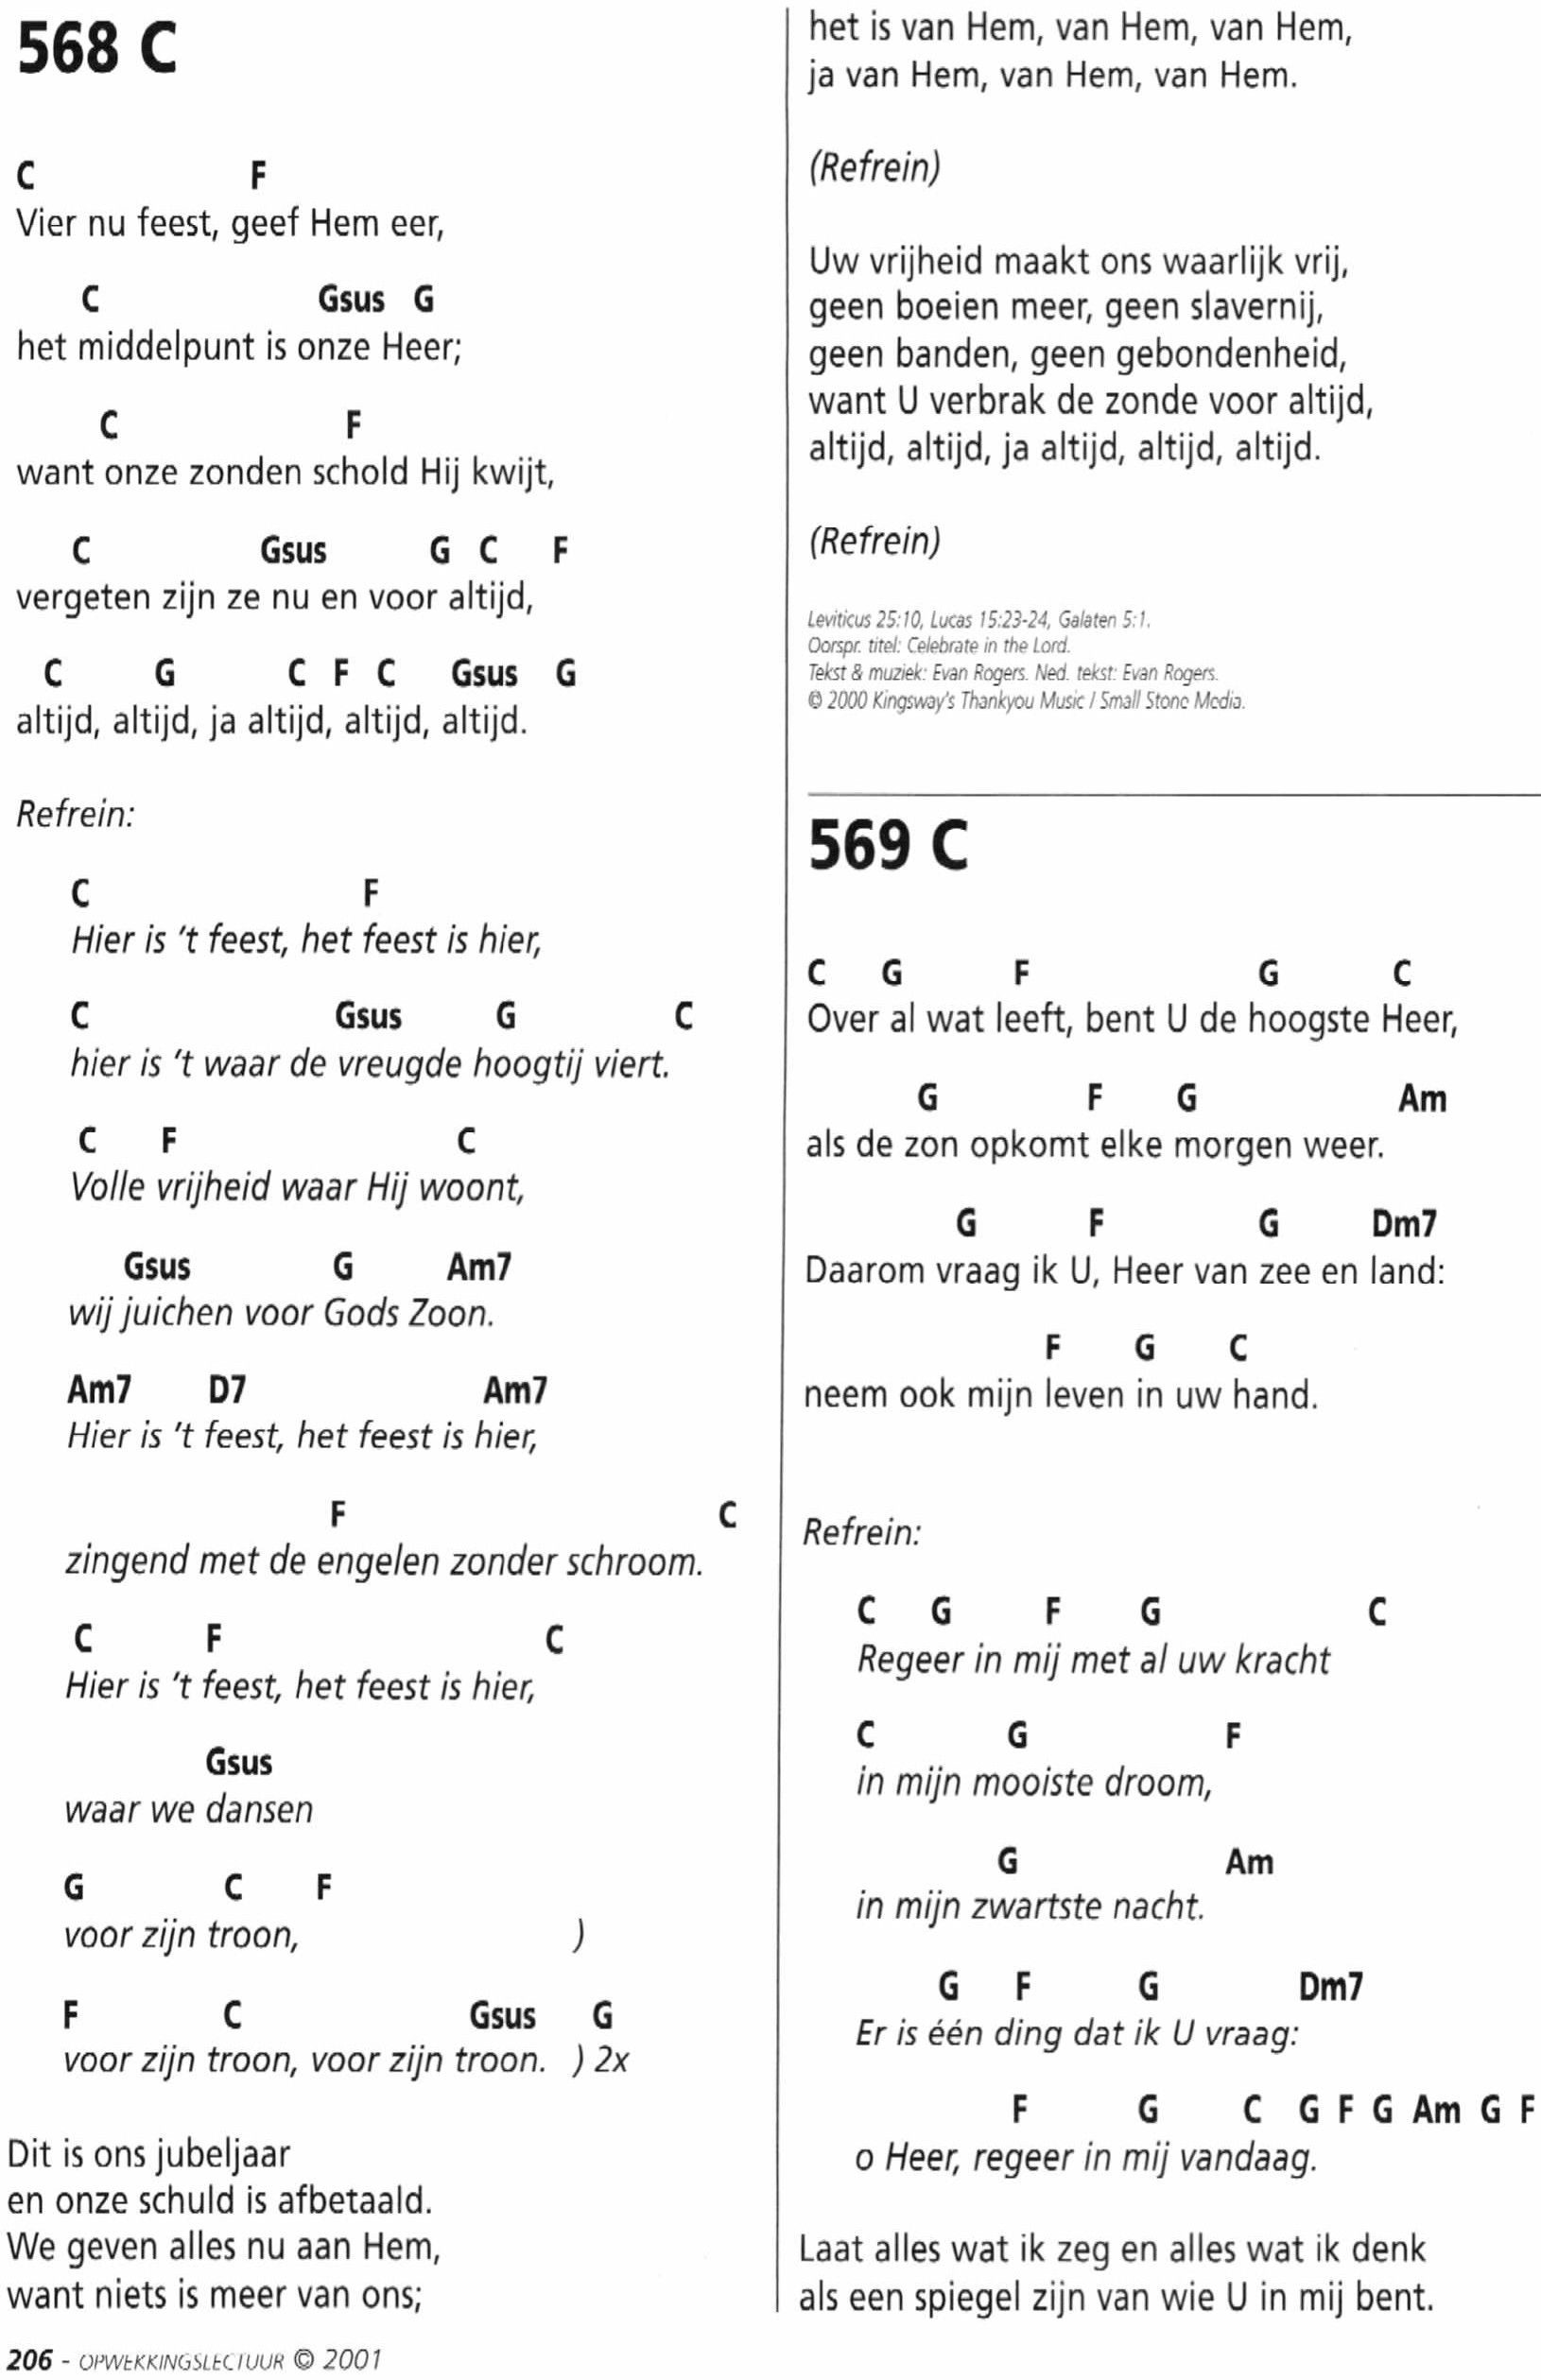 568 C
C F
Vier nu feest, geef Hem eer,
C Gsus G
het middelpunt is onze Heer;
C F
want onze zonden schold Hij kwijt,
C Gsus G C F
vergeten zijn ze nu en voor altijd,
C G C F C Gsus G
altijd, altijd, ja altijd, altijd, altijd.
Refrein:
C F
Hier is ’t feest, het feest is hier,
C Gsus G C
hier is ’t waar de vreugde hoogtij viert.
C F C
Volle vrijheid waar Hij woont,
Gsus G Am7
wij juichen voor Gods Zoon.
Am7 D7 Am7
Hier is ’t feest, het feest is hier,
F C
zingend met de engelen zonder schroom.
C F C
Hier is ’t feest, het feest is hier,
Gsus
waar we dansen
G C F
voor zijn troon, )
F C Gsus G
voor zijn troon, voor zijn troon. ) 2x
Dit is ons jubeljaar
en onze schuld is afbetaald.
We geven alles nu aan Hem,
want niets is meer van ons;
het is van Hem, van Hem, van Hem,
ja van Hem, van Hem, van Hem.
(Refrein)
Uw vrijheid maakt ons waarlijk vrij,
geen boeien meer, geen slavernij,
geen banden, geen gebondenheid,
want U verbrak de zonde voor altijd,
altijd, altijd, ja altijd, altijd, altijd.
(Refrein)
Leviticus 25:10, Lucas 15:23-24, Galaten 5:1.
Oorspr. titel: Celebrate in the Lord.
Tekst & muziek: Evan Rogers. Ned. tekst: Evan Rogers.
© 2000 Kingsway's Thankyou Music / Small Stone Media.
569 C
C G F G C
Over al wat leeft, bent U de hoogste Heer,
G F G Am
als de zon opkomt elke morgen weer.
G F G Dm7
Daarom vraag ik U, Heer van zee en land:
F G C
neem ook mijn leven in uw hand.
Refrein:
C G F G C
Regeer in mij met al uw kracht
C G F
in mijn mooiste droom,
G Am
in mijn zwartste nacht.
G F G Dm7
Er is één ding dat ik U vraag:
F G C G F G Am G F
o Heer, regeer in mij vandaag.
Laat alles wat ik zeg en alles wat ik denk
als een spiegel zijn van wie U in mij bent.
206 - OPWEKKINGSLECTUUR © 2001